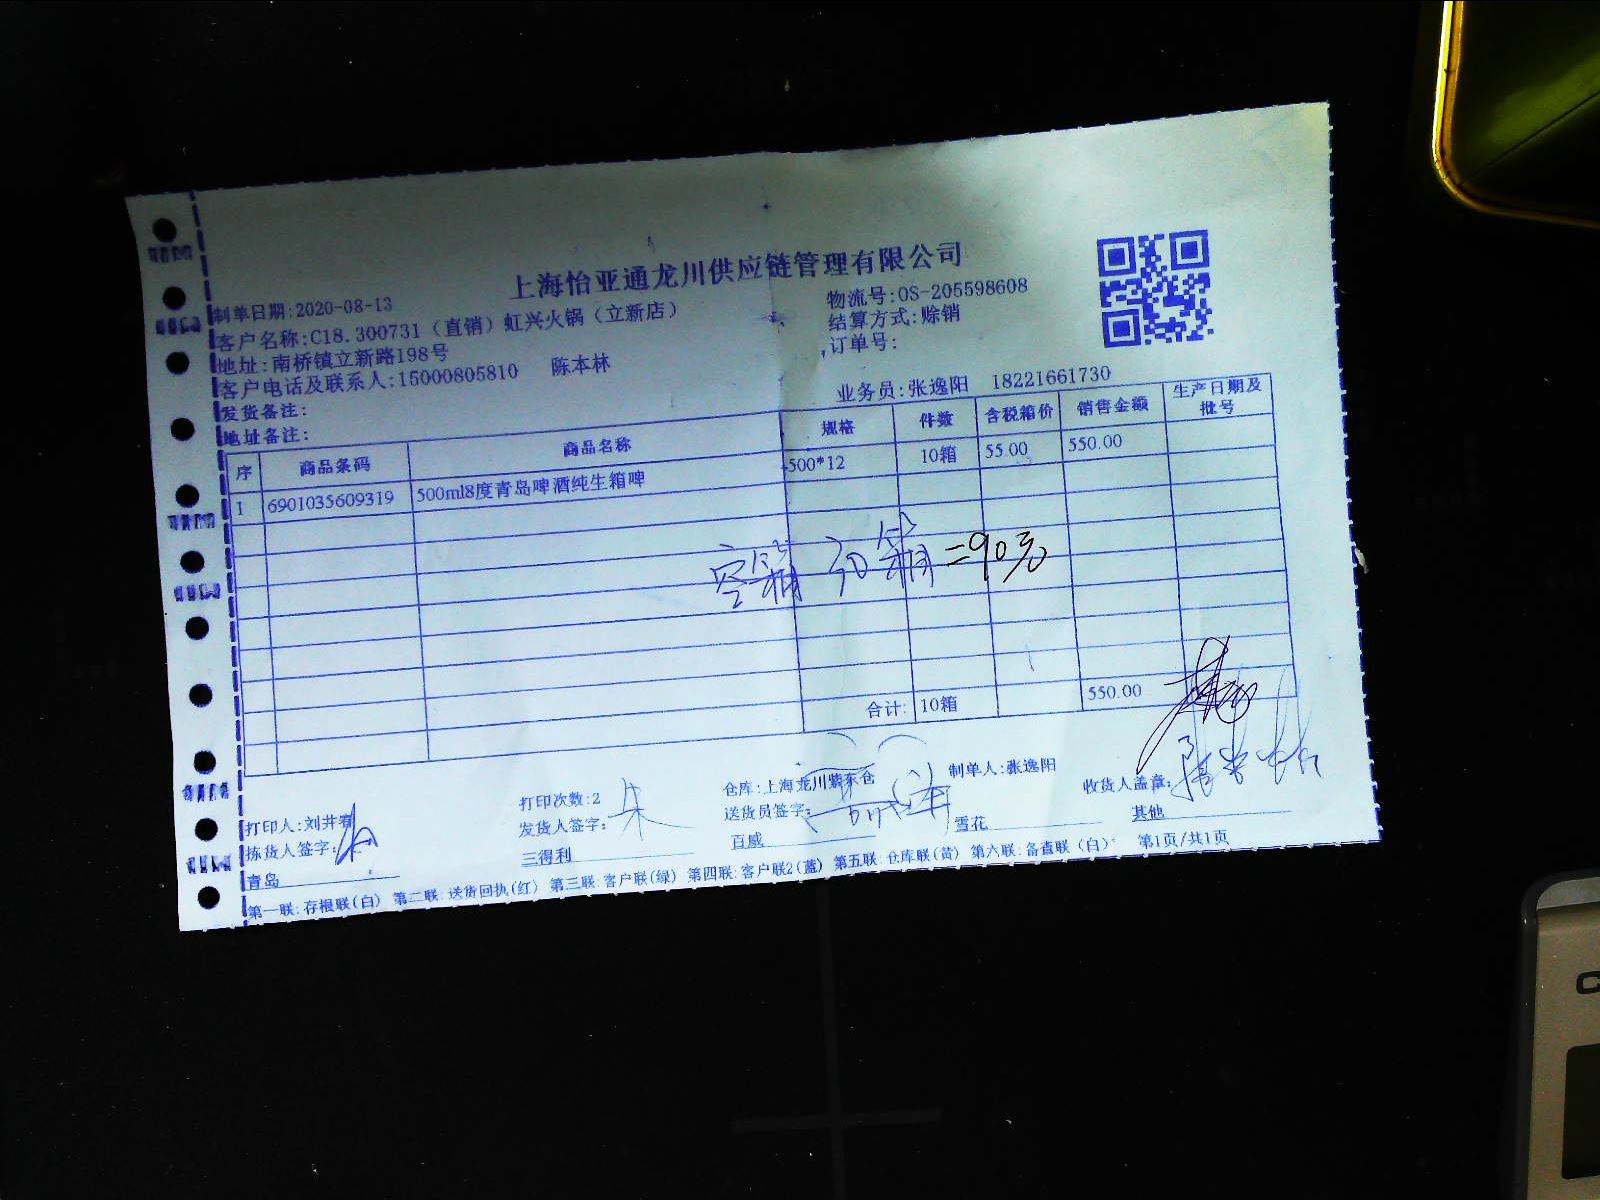 上海怡亚通龙川供应链管理有限公司
制单日期:2020-08-13
物流号:OS-205598608
客户名称:C18.300731（直销）虹兴火锅（立新店）
结算方式:赊销
地址:南桥镇立新路198号
订单号:
客户电话及联系人:15000805810 陈本林
业务员:张逸阳 18221661730
发货备注:
地址备注:
序 商品条码 商品名称 规格 件数 含税箱价 销售金额 生产日期及批号
1 6901035609319 500ml8度青岛啤酒纯生箱啤 500*12 10箱 55.00 550.00
空箱 30箱 =90元
合计: 10箱 550.00
打印人:刘井春 打印次数:2 仓库:上海龙川紫东仓 制单人:张逸阳 收货人盖章: 陈本林
拣货人签字: 发货人签字: 朱 送货员签字:
青岛 三得利 百威 雪花 其他
第一联:存根联(白) 第二联:送货回执(红) 第三联:客户联(绿) 第四联:客户联2(蓝) 第五联:仓库联(黄) 第六联:备查联(白) 第1页/共1页